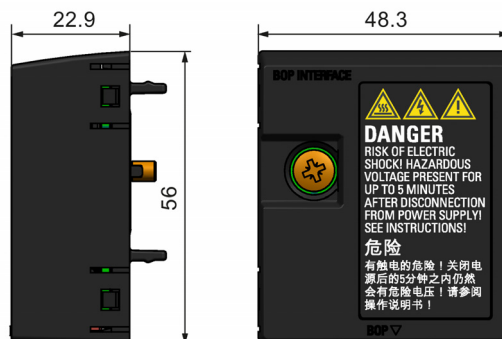 22.9
48.3
56
BOP INTERFACE
DANGER
RISK OF ELECTRIC
SHOCK! HAZARDOUS
VOLTAGE PRESENT FOR
UP TO 5 MINUTES
AFTER DISCONNECTION
FROM POWER SUPPLY!
SEE INSTRUCTIONS!
危险
有触电的危险！关闭电
源后的5分钟之内仍然
会有危险电压！请参阅
操作说明书！
BOP ▽